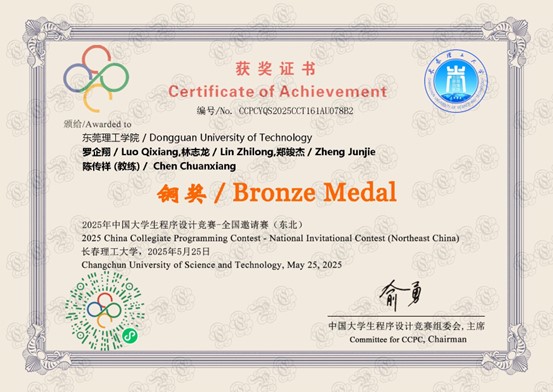 获奖证书
Certificate of Achievement
编号/No. CCPCYQS2025CCT161AU078B2
颁给/Awarded to
东莞理工学院 / Dongguan University of Technology
罗企翔 / Luo Qixiang,林志龙 / Lin Zhilong,郑竣杰 / Zheng Junjie
陈传祥 (教练) / Chen Chuanxiang
铜奖 / Bronze Medal
2025年中国大学生程序设计竞赛-全国邀请赛（东北）
2025 China Collegiate Programming Contest - National Invitational Contest (Northeast China)
长春理工大学，2025年5月25日
Changchun University of Science and Technology, May 25, 2025
俞勇
中国大学生程序设计竞赛组委会, 主席
Committee for CCPC, Chairman